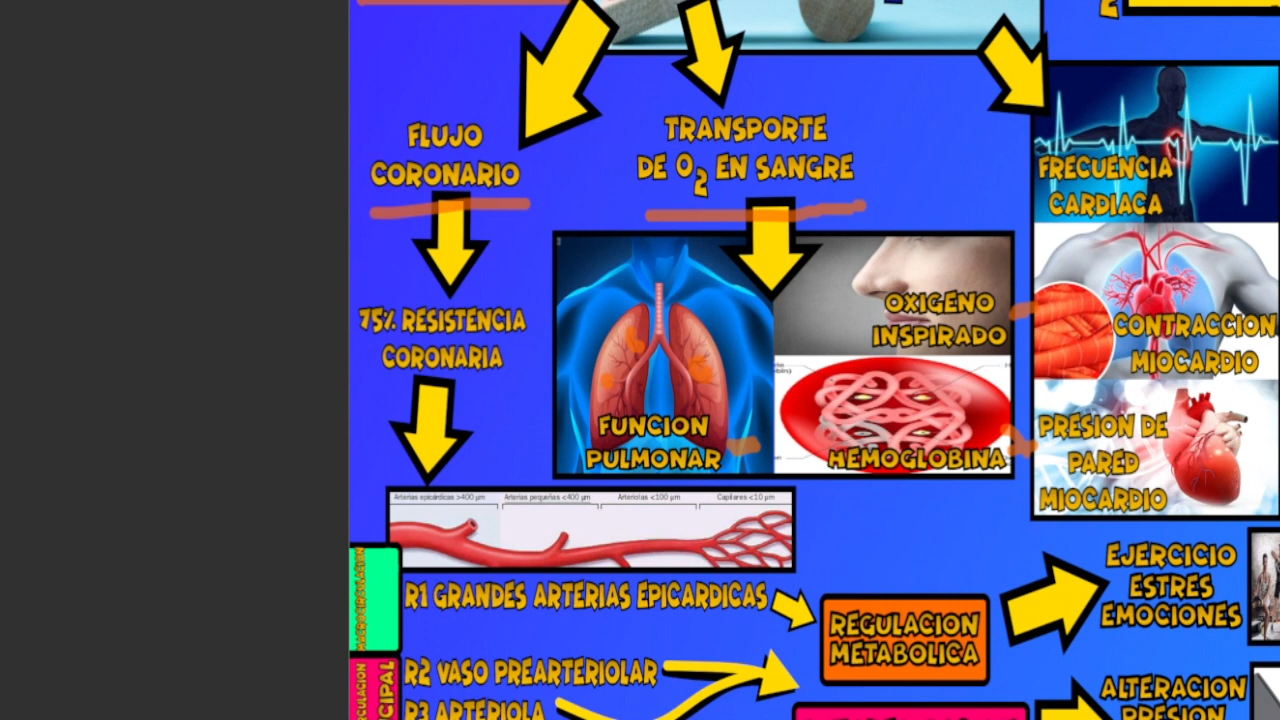 FLUJO
CORONARIO
TRANSPORTE
DE O2 EN SANGRE
FRECUENCIA
CARDIACA
75% RESISTENCIA
CORONARIA
OXIGENO
INSPIRADO
CONTRACCION
MIOCARDIO
FUNCION
PULMONAR
HEMOGLOBINA
PRESION DE
PARED
MIOCARDIO
Arterias epicárdicas >400 µm
Arterias pequeñas <400 µm
Arteriolas <100 µm
Capilares <10 µm
R1 GRANDES ARTERIAS EPICARDICAS
REGULACION
METABOLICA
EJERCICIO
ESTRES
EMOCIONES
R2 VASO PREARTERIOLAR
R3 ARTERIOLA
ALTERACION
PRESION